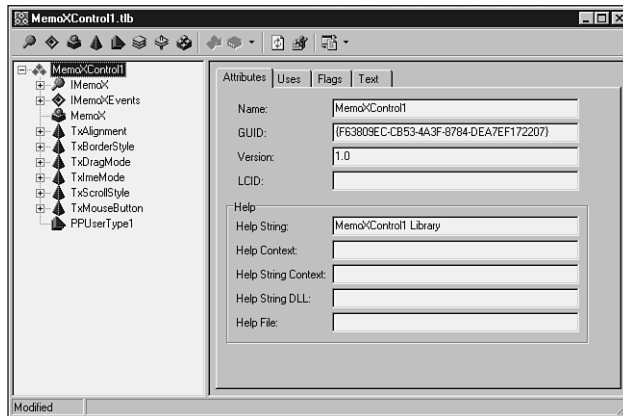 MemoXControl1.tlb
MemoXControl1
IMemoX
IMemoXEvents
MemoX
TxAlignment
TxBorderStyle
TxDragMode
TxImeMode
TxScrollStyle
TxMouseButton
PPUserType1
Attributes Uses Flags Text
Name: MemoXControl1
GUID: {F63809EC-CB53-4A3F-8784-DEA7EF172207}
Version: 1.0
LCID:
Help
Help String: MemoXControl1 Library
Help Context:
Help String Context:
Help String DLL:
Help File:
Modified